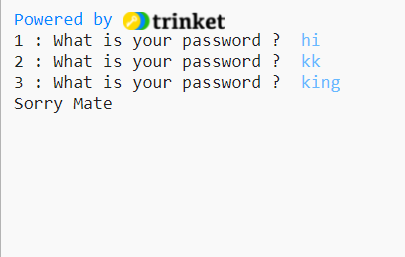 Powered by trinket
1 : What is your password ?  hi
2 : What is your password ?  kk
3 : What is your password ?  king
Sorry Mate